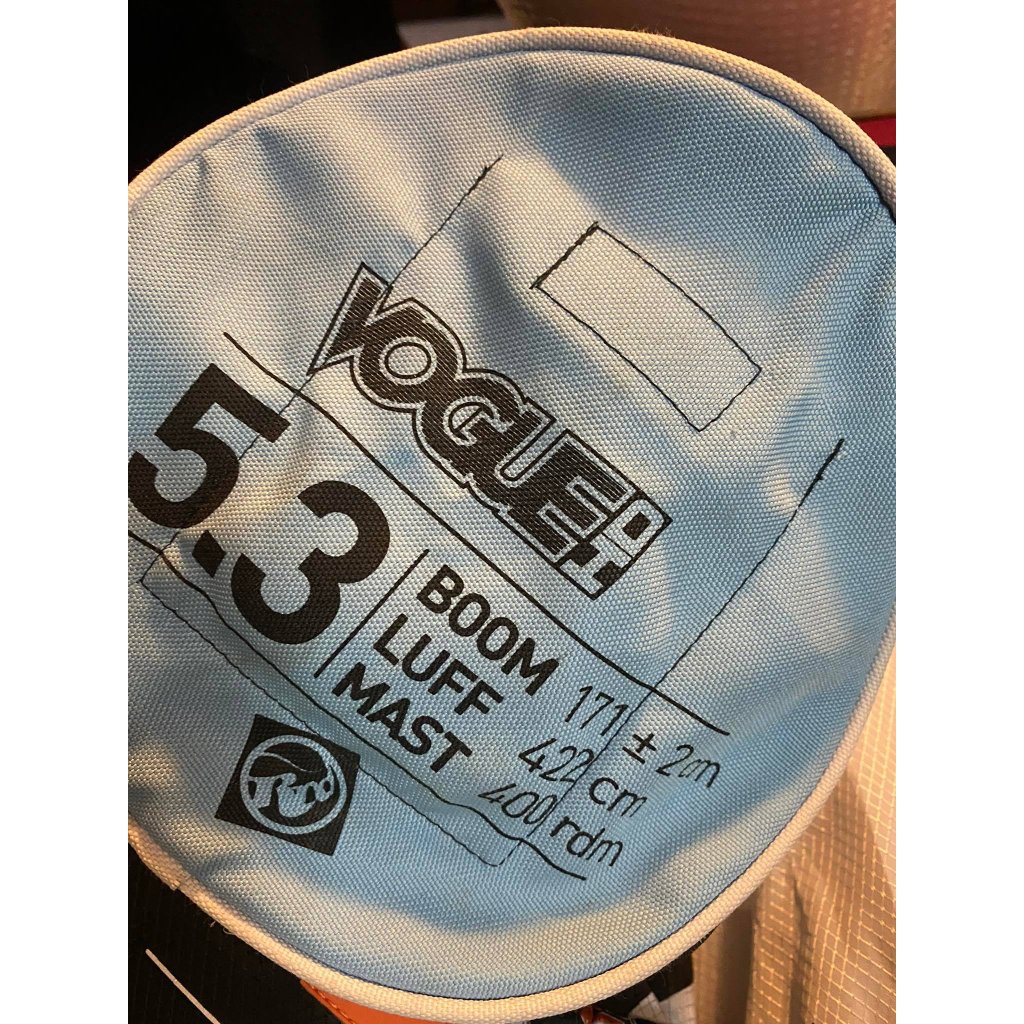 VOGUE
5.3
BOOM 171 ± 2cm
LUFF 422 cm
MAST 400 rdm